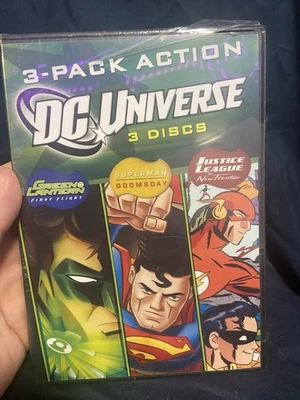 3-PACK ACTION
DC UNIVERSE
3 DISCS
GREEN
LANTERN
FIRST FLIGHT
SUPERMAN
DOOMSDAY
JUSTICE
LEAGUE
The New Frontier